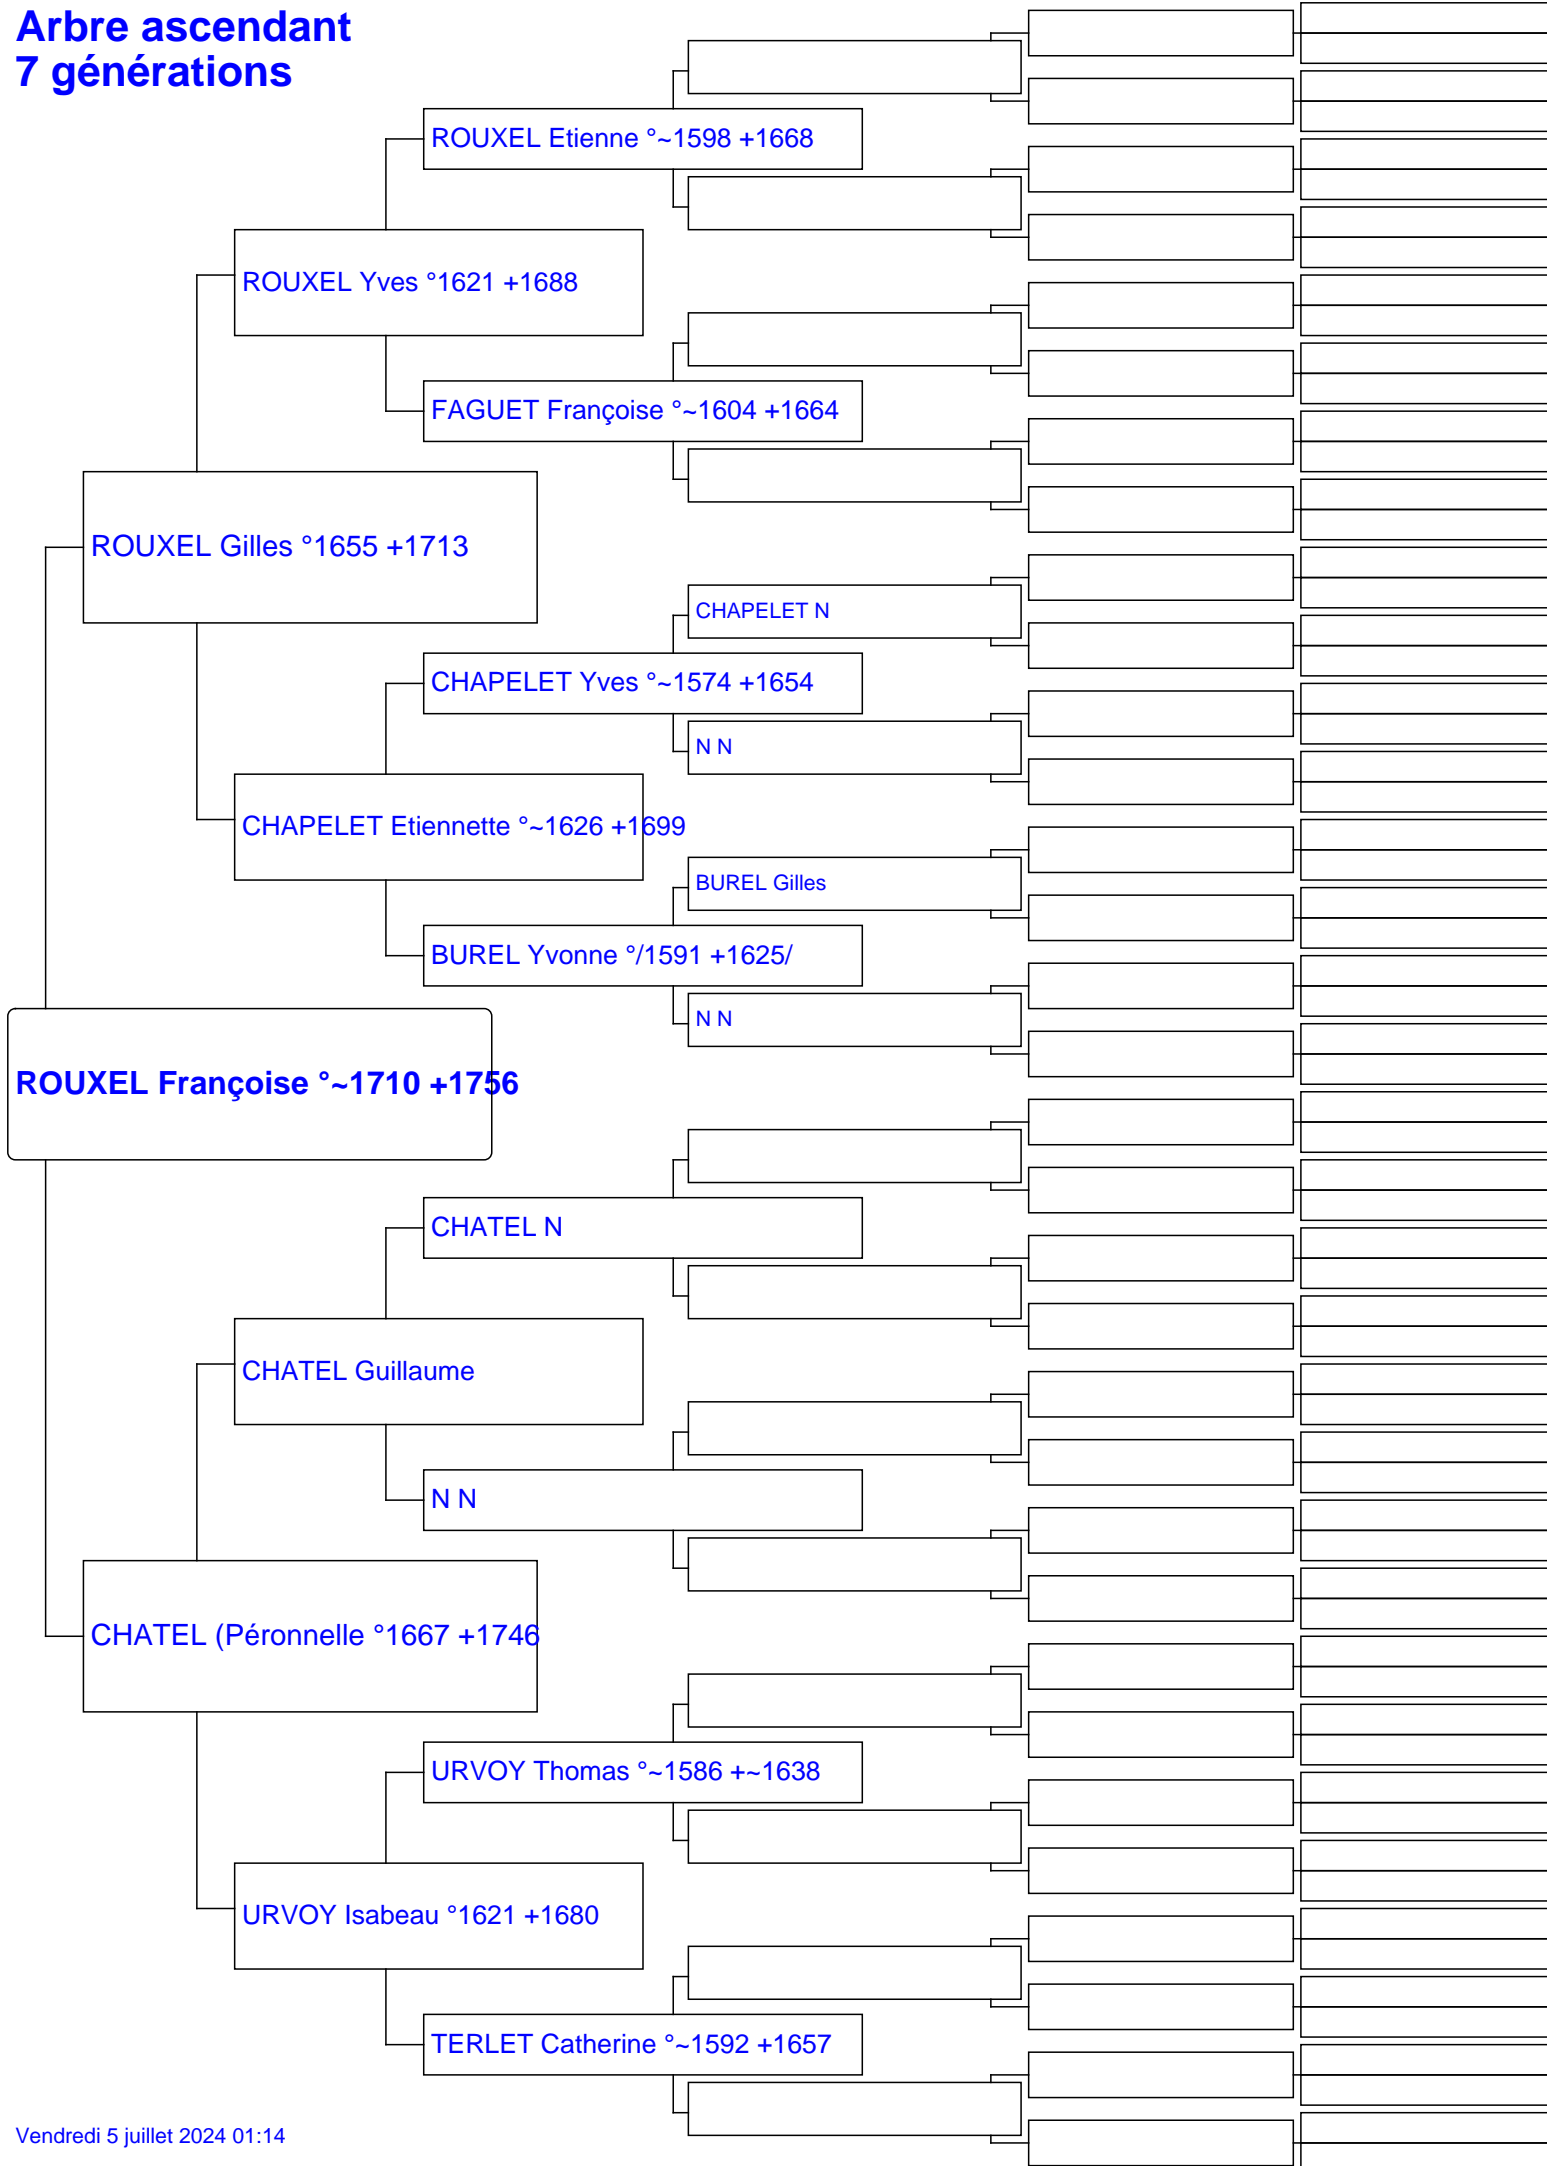 Arbre ascendant
7 générations
ROUXEL Etienne °~1598 +1668
ROUXEL Yves °1621 +1688
FAGUET Françoise °~1604 +1664
ROUXEL Gilles °1655 +1713
CHAPELET N
CHAPELET Yves °~1574 +1654
N N
CHAPELET Etiennette °~1626 +1699
BUREL Gilles
BUREL Yvonne °/1591 +1625/
N N
ROUXEL Françoise °~1710 +1756
CHATEL N
CHATEL Guillaume
N N
CHATEL (Péronnelle °1667 +1746
URVOY Thomas °~1586 +~1638
URVOY Isabeau °1621 +1680
TERLET Catherine °~1592 +1657
Vendredi 5 juillet 2024 01:14